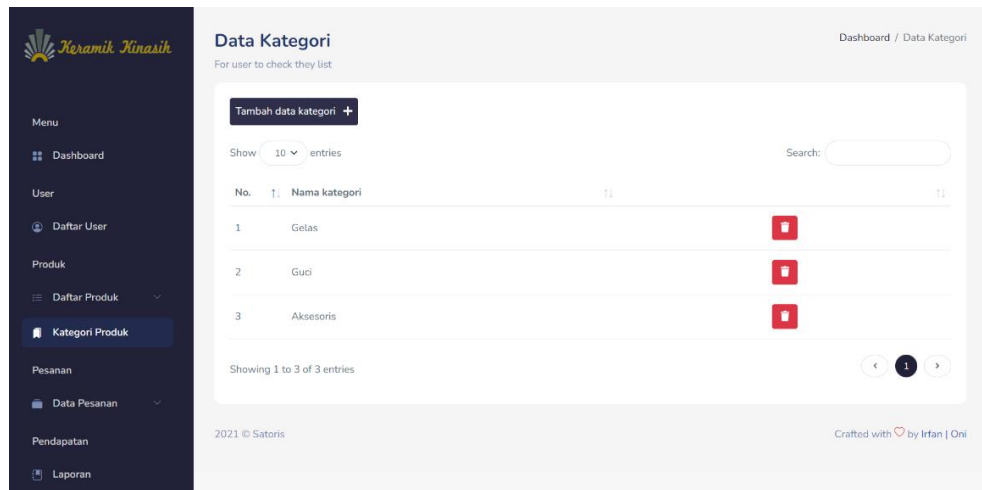 Keramik Kinasih
Menu
Dashboard
User
Daftar User
Produk
Daftar Produk
Kategori Produk
Pesanan
Data Pesanan
Pendapatan
Laporan
Data Kategori
For user to check they list
Dashboard / Data Kategori
Tambah data kategori +
Show 10 entries
Search:
No. Nama kategori
1 Gelas
2 Guci
3 Aksesoris
Showing 1 to 3 of 3 entries
1
2021 © Satoris
Crafted with by Irfan | Oni